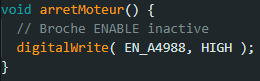 void arretMoteur() {
  // Broche ENABLE inactive
  digitalWrite( EN_A4988, HIGH );
}